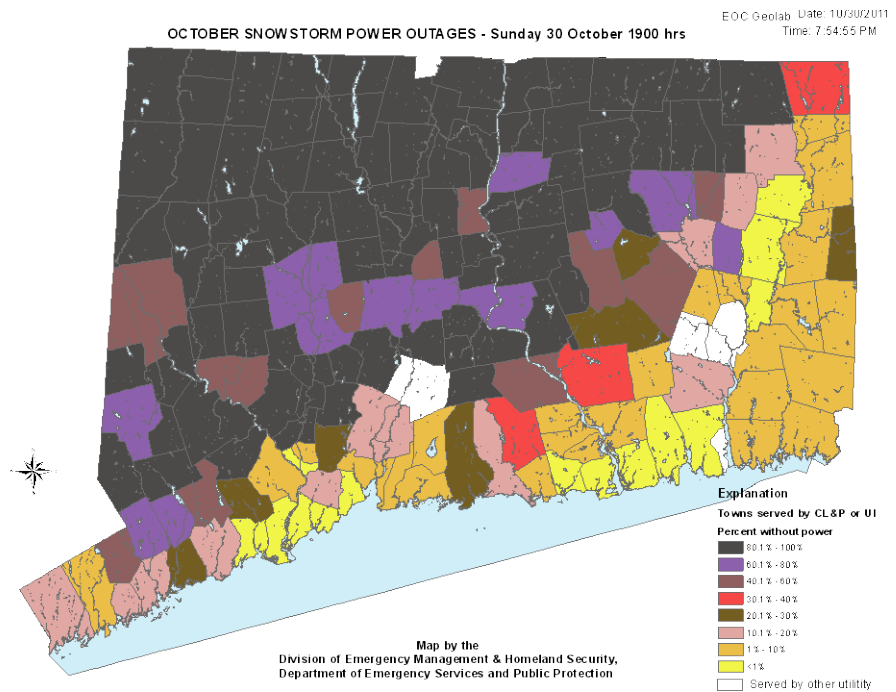 EOC Geolab Date: 10/30/2011
Time: 7:54:55 PM
OCTOBER SNOWSTORM POWER OUTAGES - Sunday 30 October 1900 hrs
Explanation
Towns served by CL&P or UI
Percent without power
80.1% - 100%
60.1% - 80%
40.1% - 60%
30.1% - 40%
20.1% - 30%
10.1% - 20%
1% - 10%
<1%
Served by other utilitity
Map by the
Division of Emergency Management & Homeland Security,
Department of Emergency Services and Public Protection